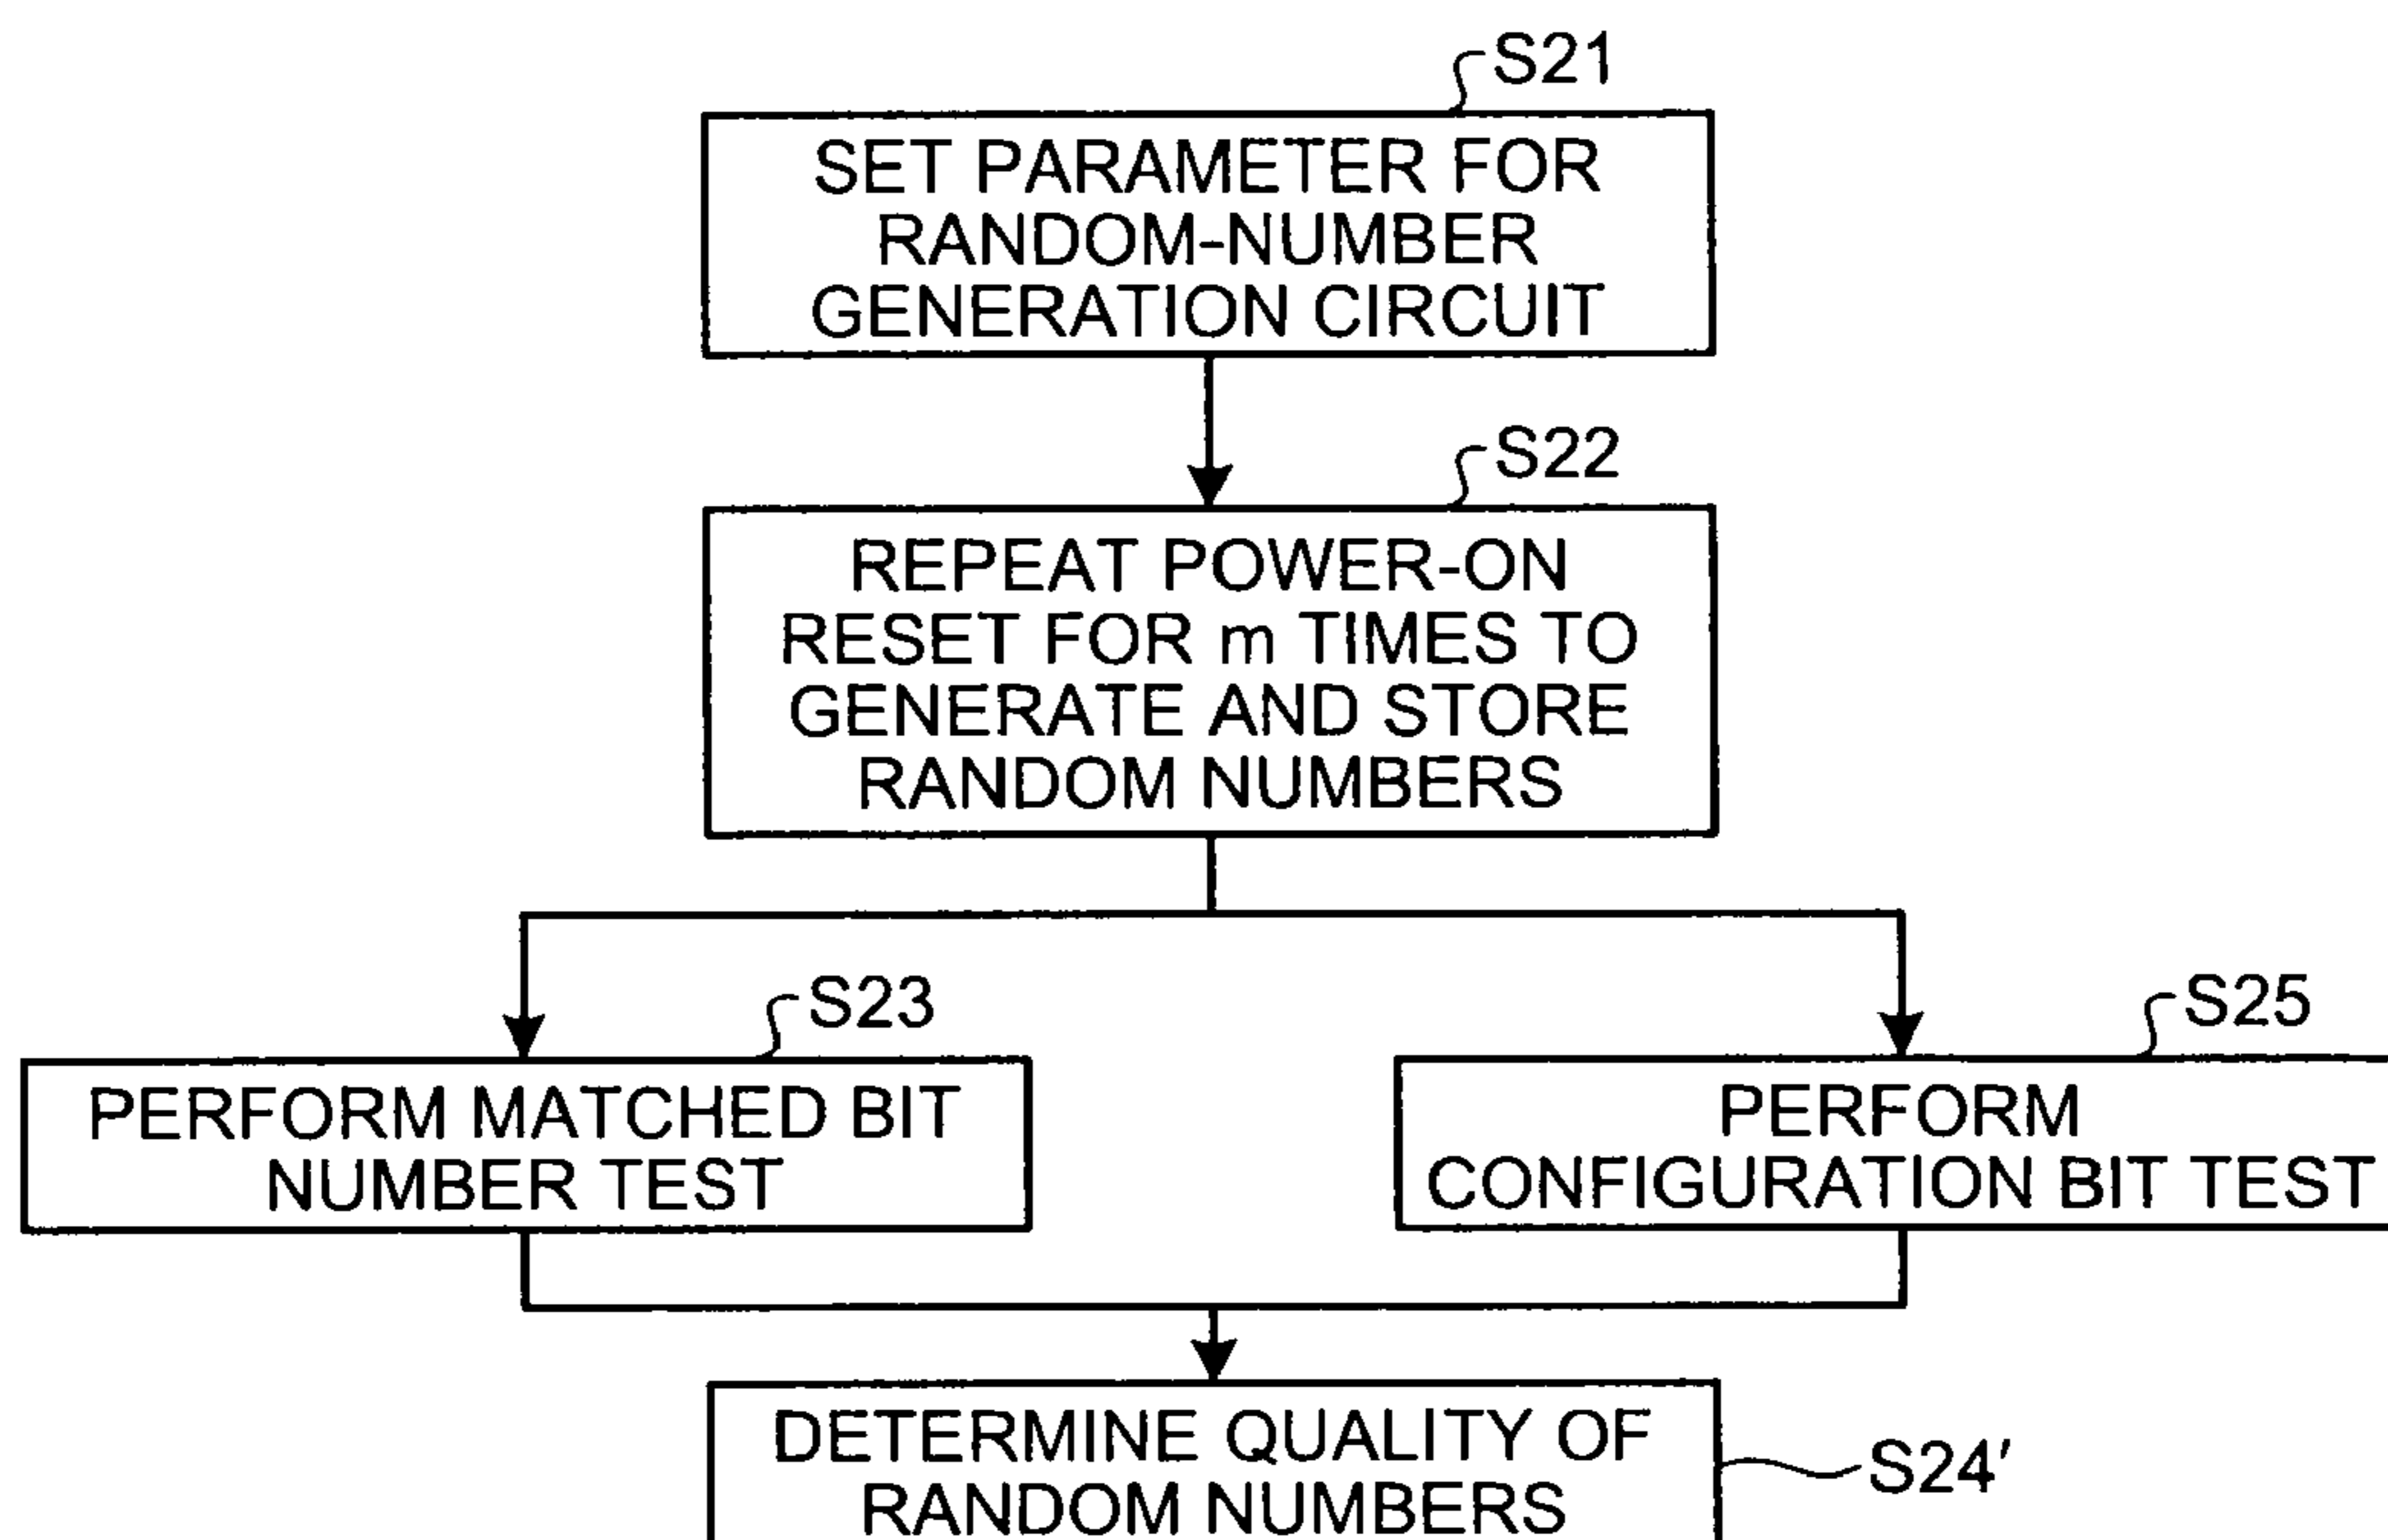 S21
SET PARAMETER FOR
RANDOM-NUMBER
GENERATION CIRCUIT
S22
REPEAT POWER-ON
RESET FOR m TIMES TO
GENERATE AND STORE
RANDOM NUMBERS
S23
PERFORM MATCHED BIT
NUMBER TEST
S25
PERFORM
CONFIGURATION BIT TEST
DETERMINE QUALITY OF
RANDOM NUMBERS
S24'